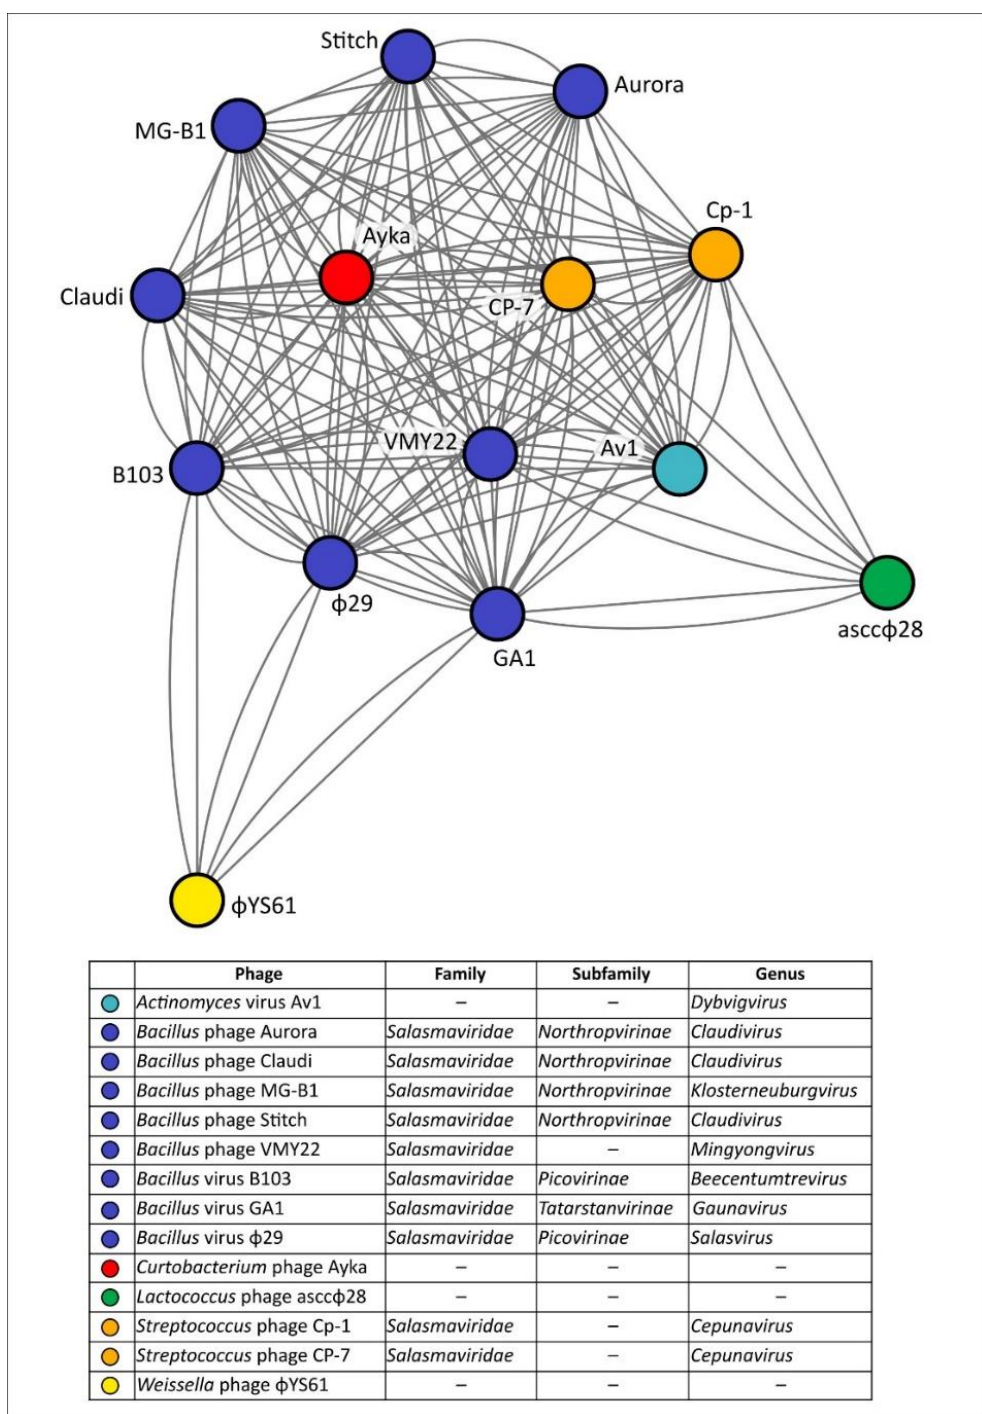 Stitch
Aurora
MG-B1
Cp-1
Ayka
Claudi
CP-7
VMY22
Av1
B103
ϕ29
asccϕ28
GA1
ϕYS61
Phage Family Subfamily Genus
Actinomyces virus Av1 – – Dybvigvirus
Bacillus phage Aurora Salasmaviridae Northropvirinae Claudivirus
Bacillus phage Claudi Salasmaviridae Northropvirinae Claudivirus
Bacillus phage MG-B1 Salasmaviridae Northropvirinae Klosterneuburgvirus
Bacillus phage Stitch Salasmaviridae Northropvirinae Claudivirus
Bacillus phage VMY22 Salasmaviridae – Mingyongvirus
Bacillus virus B103 Salasmaviridae Picovirinae Beecentumtrevirus
Bacillus virus GA1 Salasmaviridae Tatarstanvirinae Gaunavirus
Bacillus virus ϕ29 Salasmaviridae Picovirinae Salasvirus
Curtobacterium phage Ayka – – –
Lactococcus phage asccϕ28 – – –
Streptococcus phage Cp-1 Salasmaviridae – Cepunavirus
Streptococcus phage CP-7 Salasmaviridae – Cepunavirus
Weissella phage ϕYS61 – – –